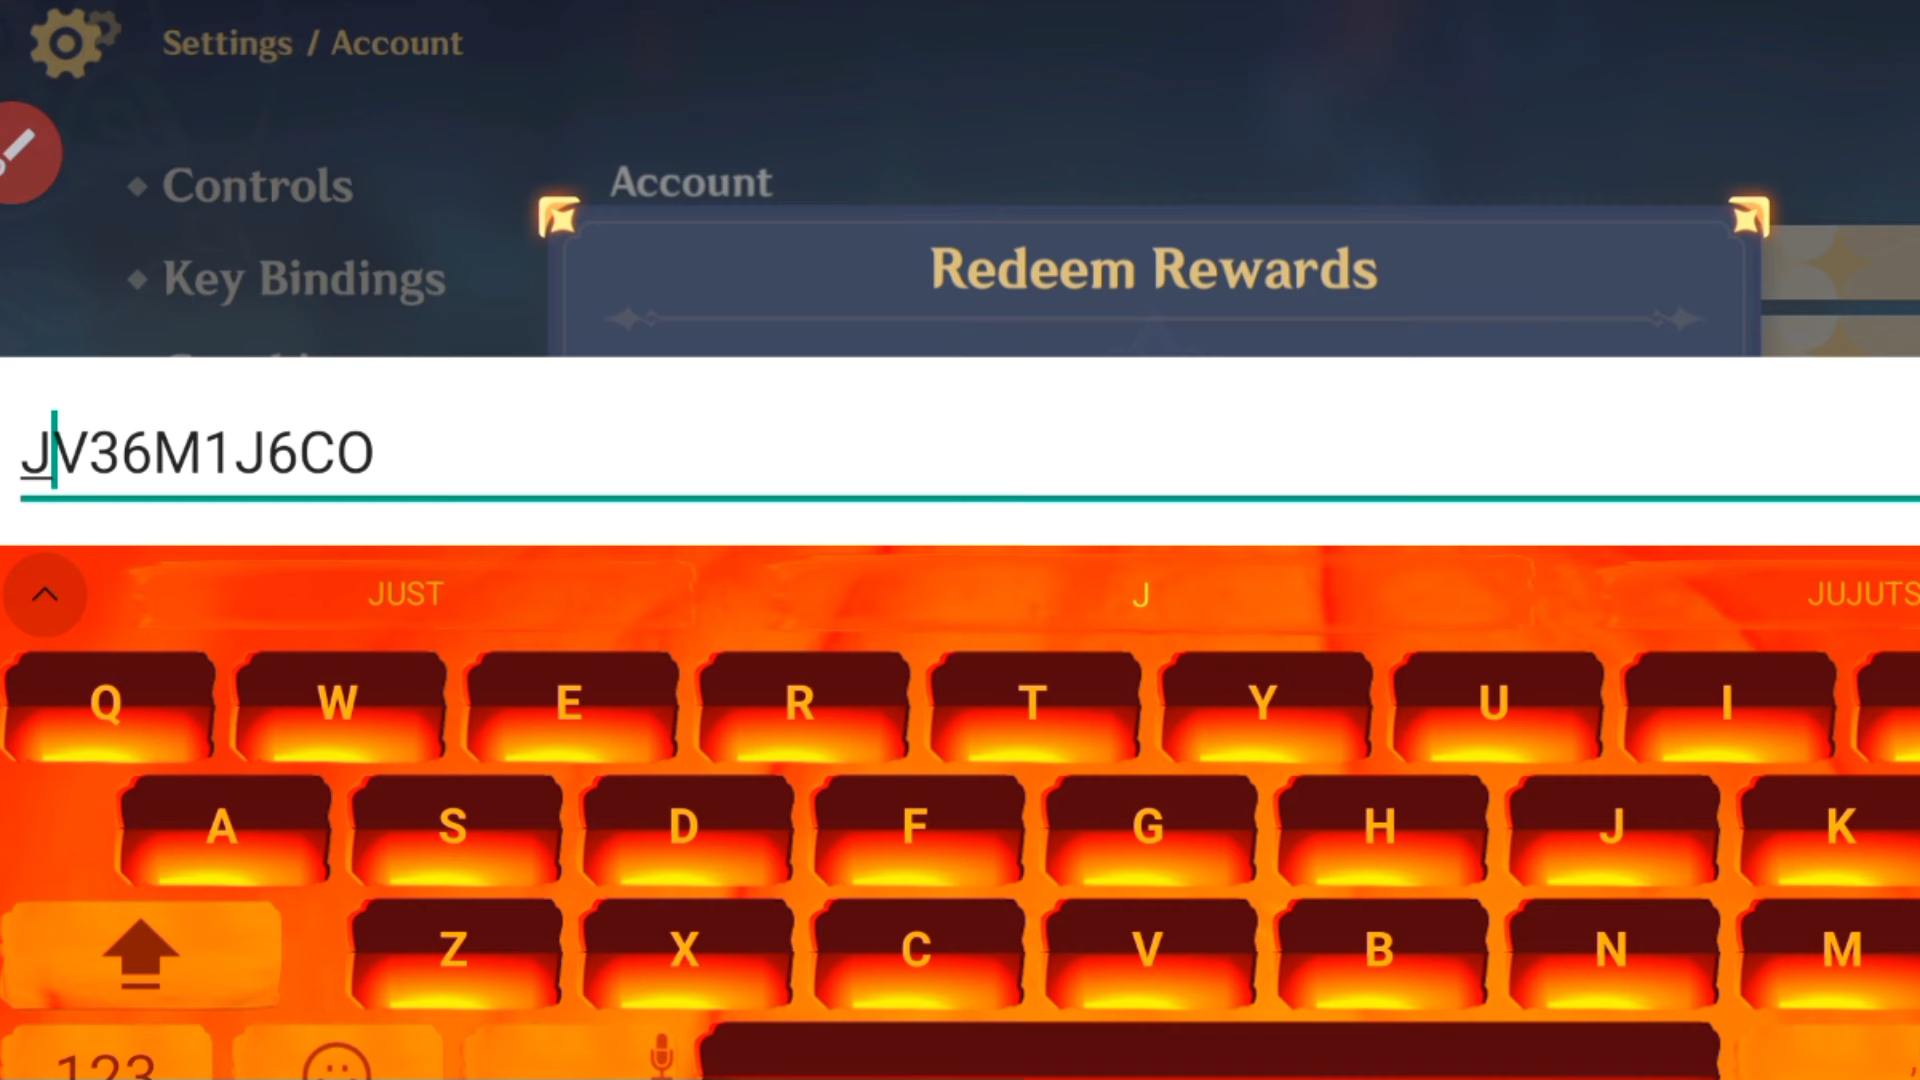 Settings / Account
Controls
Account
Redeem Rewards
Key Bindings
JV36M1J6CO
JUST
J
JUJUTS
Q W E R T Y U I
A S D F G H J K
Z X C V B N M
123